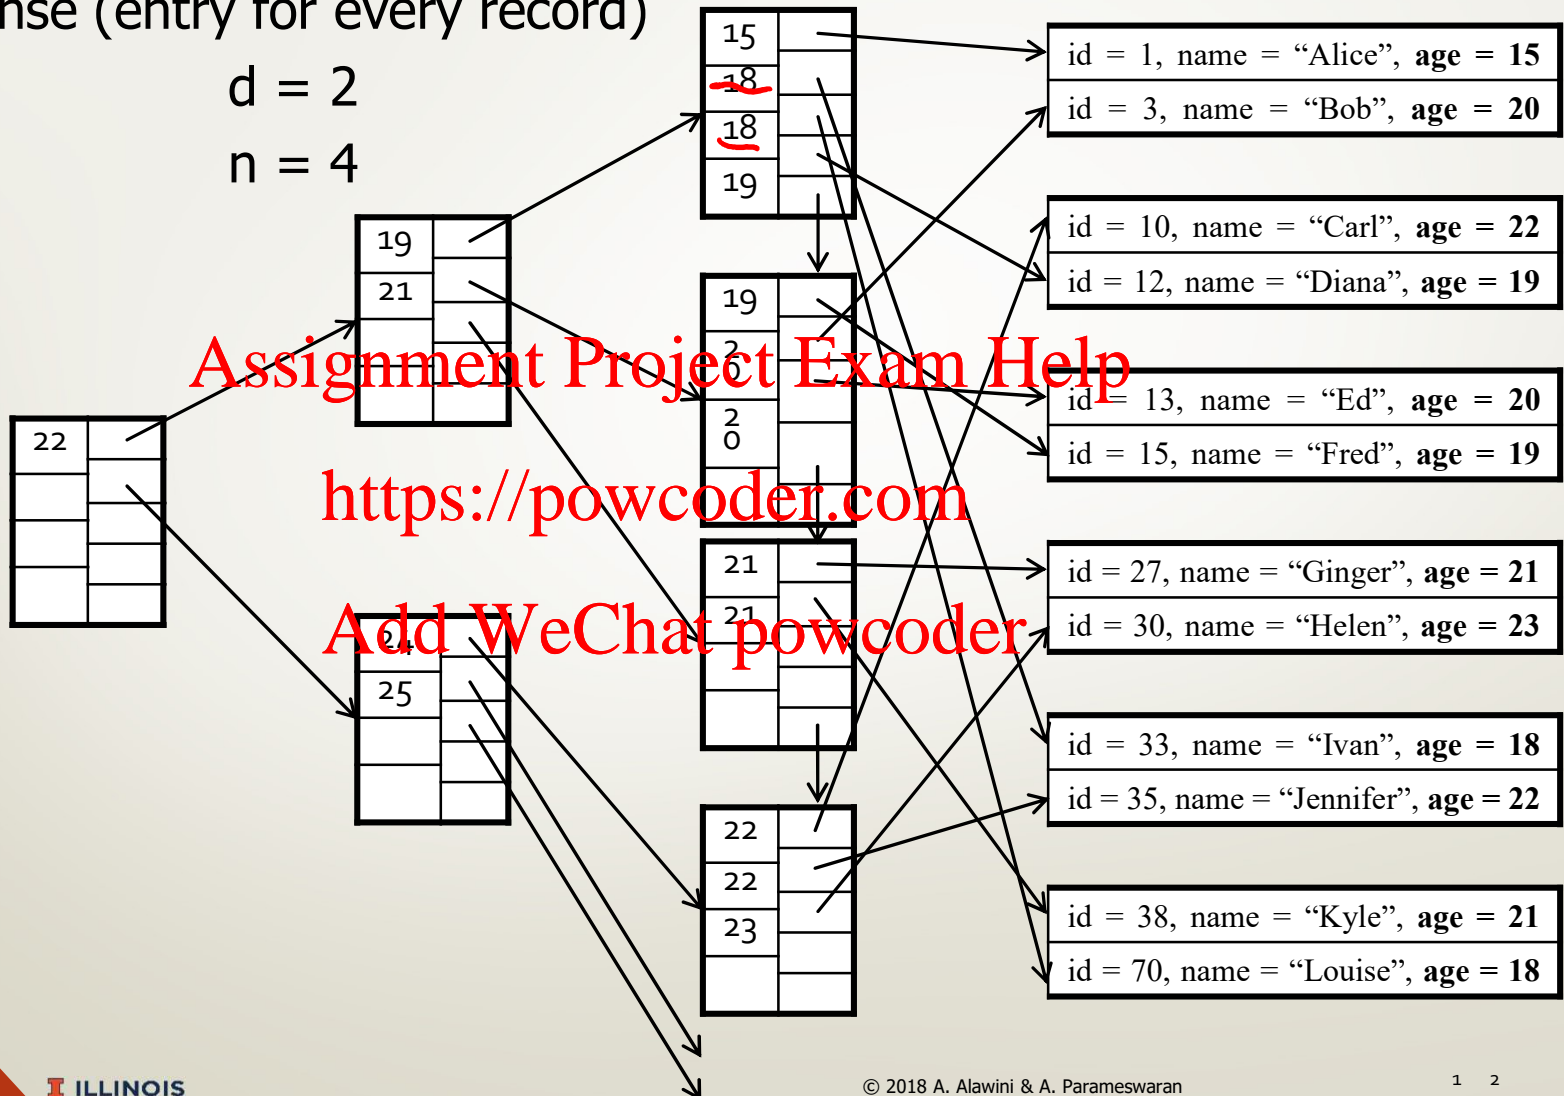 nse (entry for every record)
d = 2
n = 4
22
19
21
24
25
15
18
18
19
19
2
0
2
0
21
21
22
22
23
id = 1, name = “Alice”, age = 15
id = 3, name = “Bob”, age = 20
id = 10, name = “Carl”, age = 22
id = 12, name = “Diana”, age = 19
id = 13, name = “Ed”, age = 20
id = 15, name = “Fred”, age = 19
id = 27, name = “Ginger”, age = 21
id = 30, name = “Helen”, age = 23
id = 33, name = “Ivan”, age = 18
id = 35, name = “Jennifer”, age = 22
id = 38, name = “Kyle”, age = 21
id = 70, name = “Louise”, age = 18
Assignment Project Exam Help
https://powcoder.com
Add WeChat powcoder
I ILLINOIS
© 2018 A. Alawini & A. Parameswaran
1 2